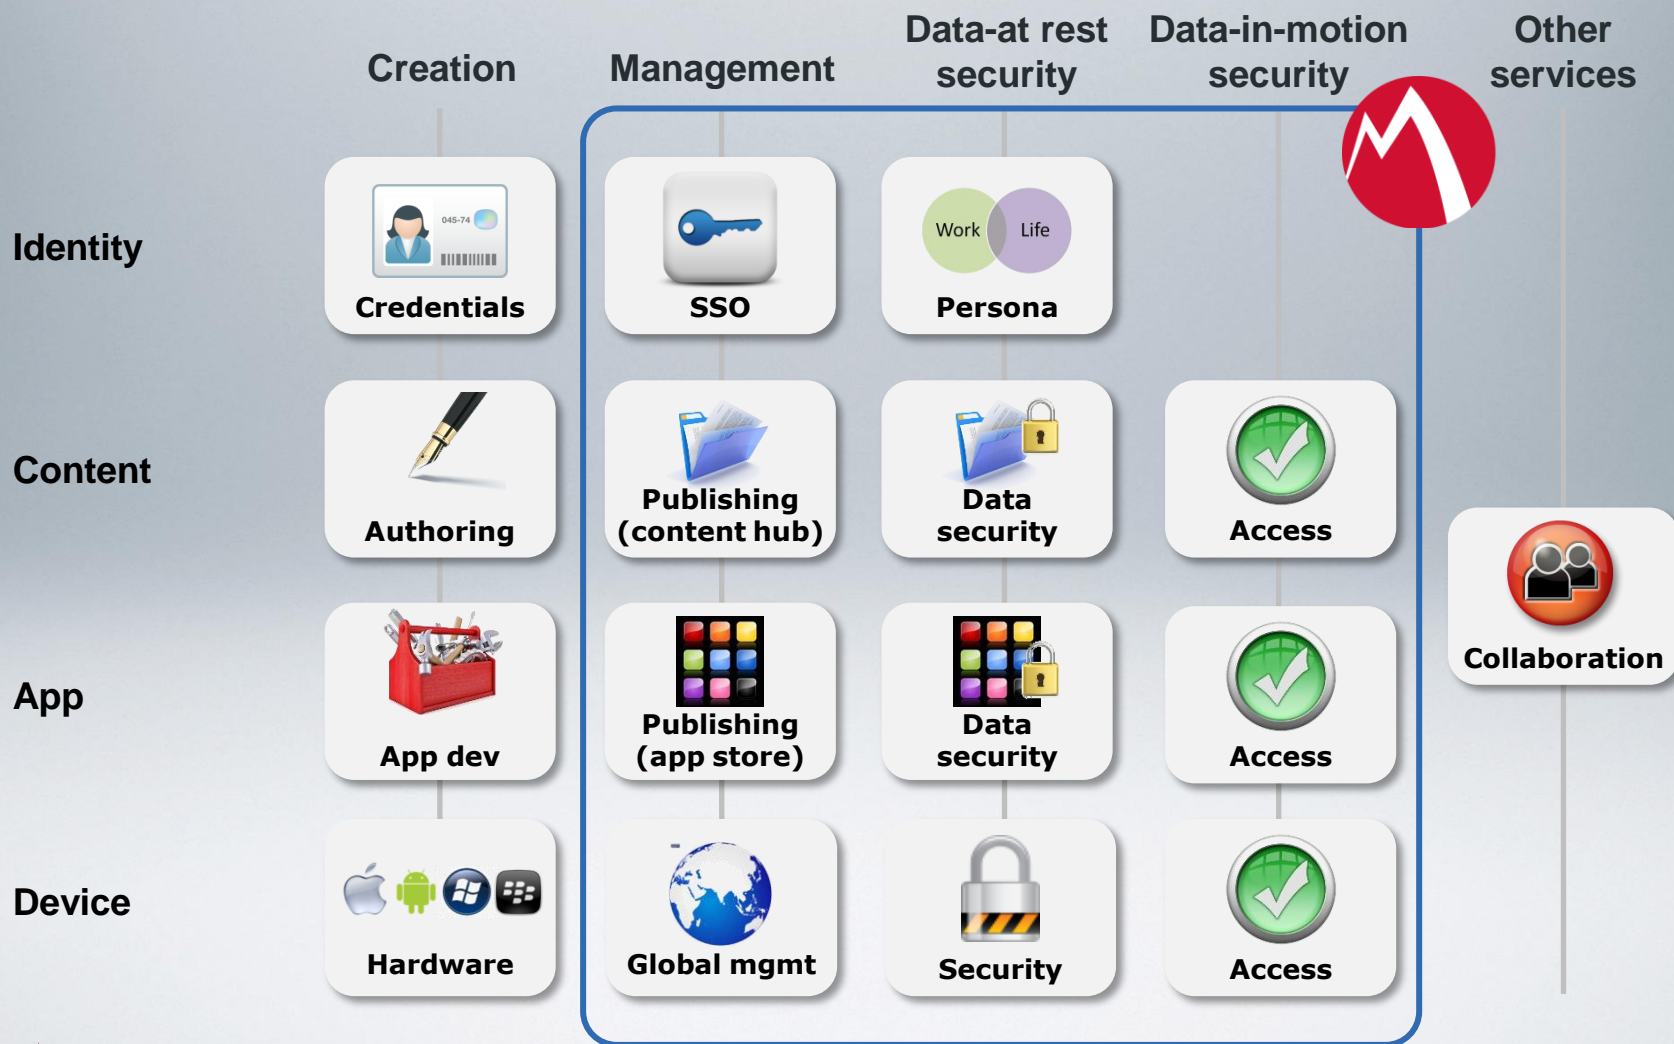 Creation
Management
Data-at rest
security
Data-in-motion
security
Other
services
Identity
045-74
Credentials
SSO
Work
Life
Persona
Content
Authoring
Publishing
(content hub)
Data
security
Access
Collaboration
App
App dev
Publishing
(app store)
Data
security
Access
Device
Hardware
Global mgmt
Security
Access